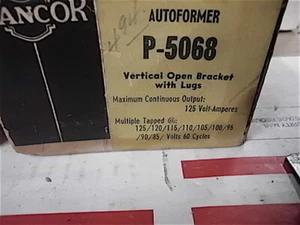 ANCOR
AUTOFORMER
P-5068
Vertical Open Bracket
with Lugs
Maximum Continuous Output:
125 Volt-Amperes
Multiple Tapped @:
125/120/115/110/105/100/95
/90/85/ Volts 60 Cycles